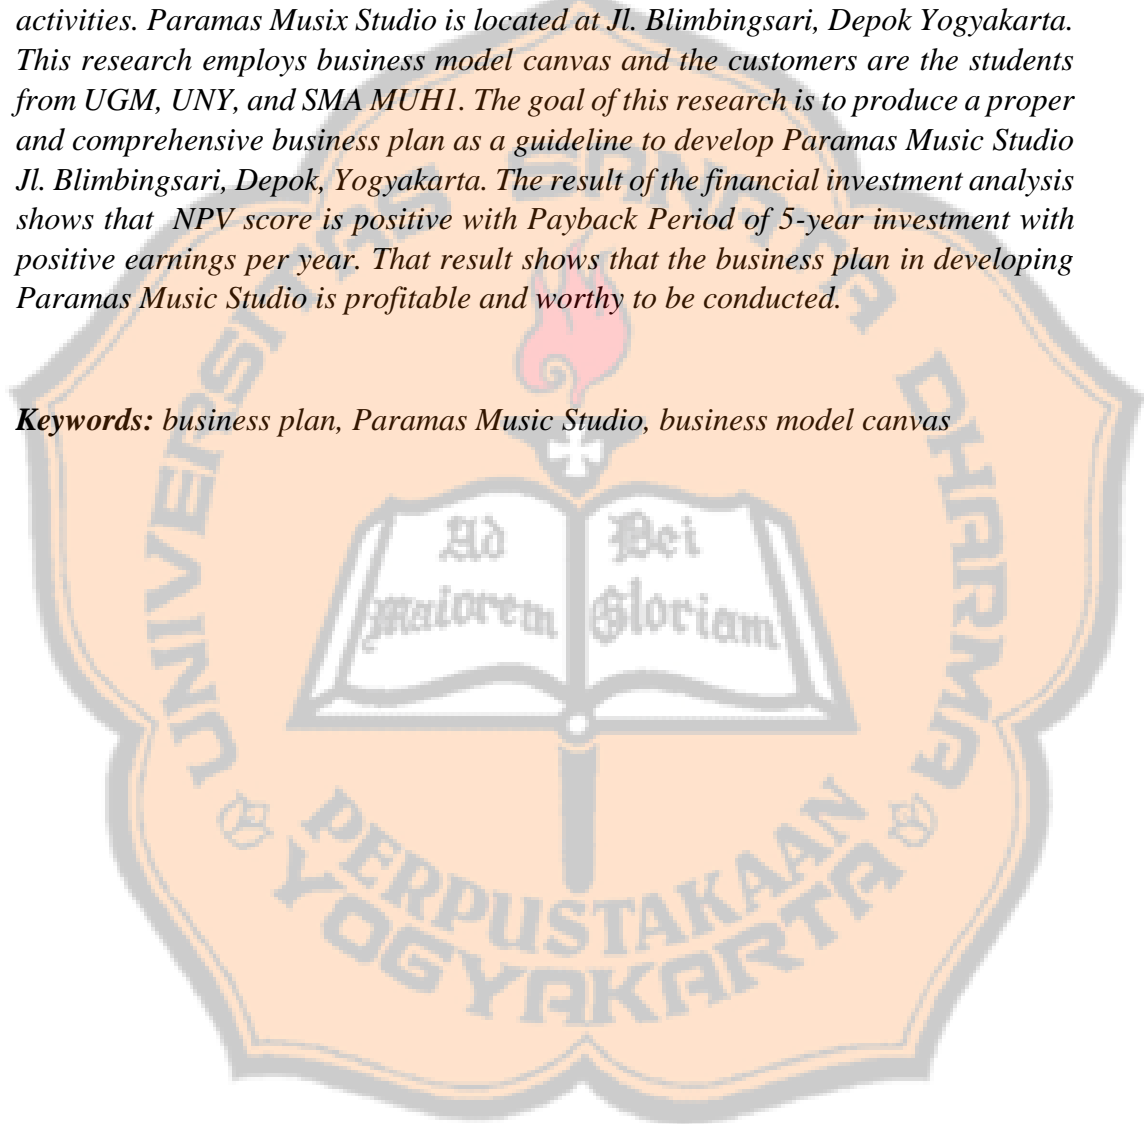 activities. Paramas Musix Studio is located at Jl. Blimbingsari, Depok Yogyakarta.
This research employs business model canvas and the customers are the students
from UGM, UNY, and SMA MUH1. The goal of this research is to produce a proper
and comprehensive business plan as a guideline to develop Paramas Music Studio
Jl. Blimbingsari, Depok, Yogyakarta. The result of the financial investment analysis
shows that NPV score is positive with Payback Period of 5-year investment with
positive earnings per year. That result shows that the business plan in developing
Paramas Music Studio is profitable and worthy to be conducted.
Keywords: business plan, Paramas Music Studio, business model canvas
UNIVERSITAS SANATA DHARMA
Ad Dei
Maiorem Gloriam
PERPUSTAKAAN
YOGYAKARTA